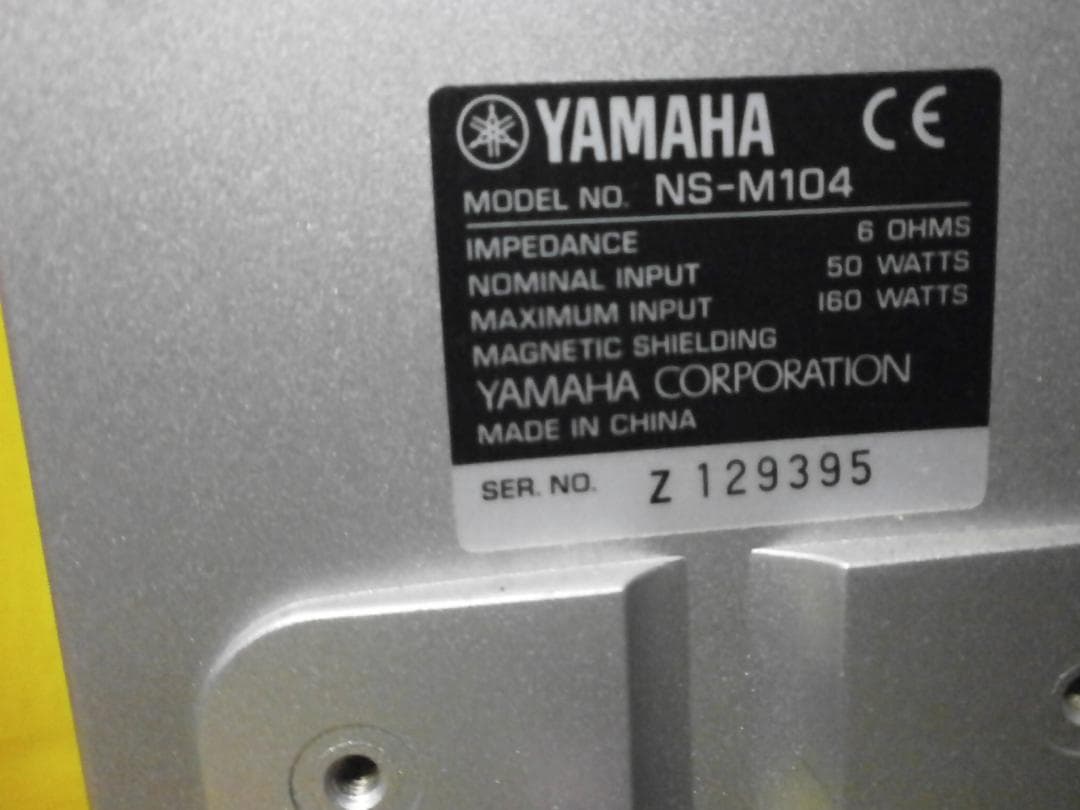 YAMAHA CE
MODEL NO. NS-M104
IMPEDANCE 6 OHMS
NOMINAL INPUT 50 WATTS
MAXIMUM INPUT 160 WATTS
MAGNETIC SHIELDING
YAMAHA CORPORATION
MADE IN CHINA
SER. NO. Z 129395